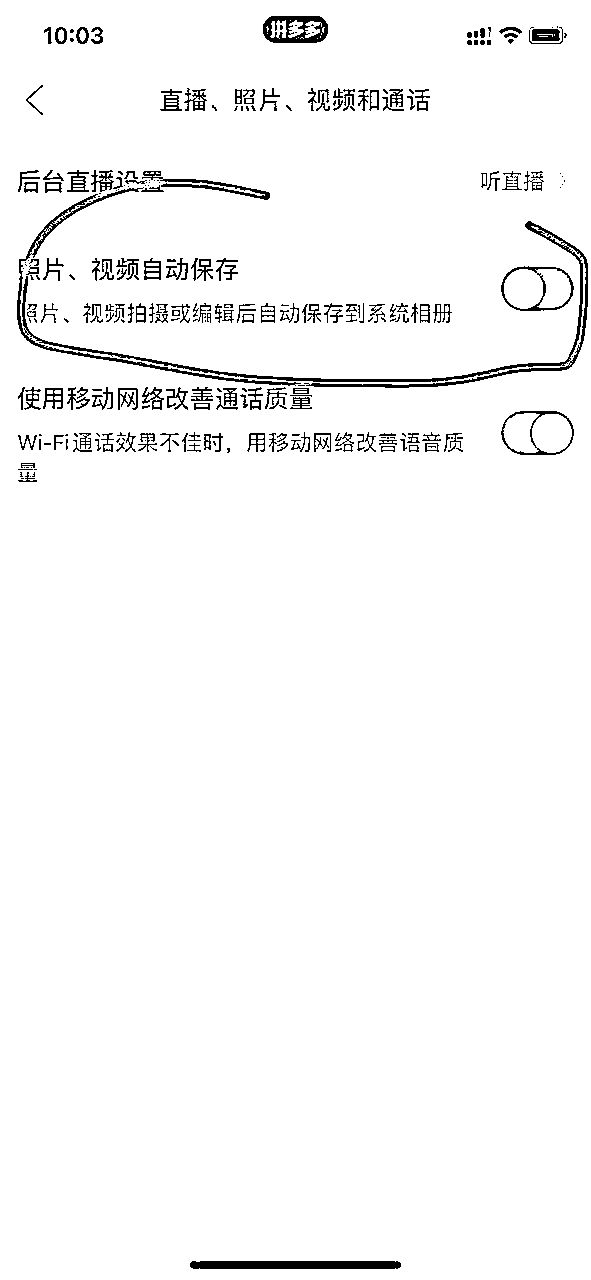 10:03
拼多多
直播、照片、视频和通话
后台直播设置
听直播
照片、视频自动保存
照片、视频拍摄或编辑后自动保存到系统相册
使用移动网络改善通话质量
Wi-Fi通话效果不佳时，用移动网络改善语音质
量